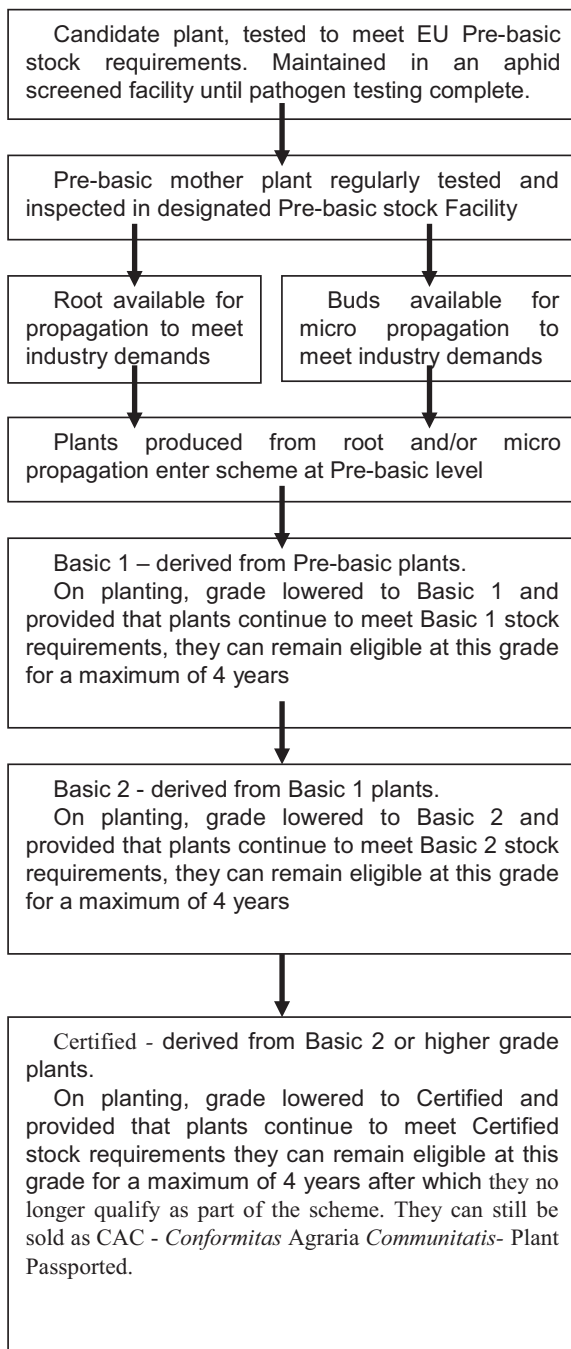 Candidate plant, tested to meet EU Pre-basic
stock requirements. Maintained in an aphid
screened facility until pathogen testing complete.
Pre-basic mother plant regularly tested and
inspected in designated Pre-basic stock Facility
Root available for
propagation to meet
industry demands
Buds available for
micro propagation to
meet industry demands
Plants produced from root and/or micro
propagation enter scheme at Pre-basic level
Basic 1 – derived from Pre-basic plants.
On planting, grade lowered to Basic 1 and
provided that plants continue to meet Basic 1 stock
requirements, they can remain eligible at this grade
for a maximum of 4 years
Basic 2 - derived from Basic 1 plants.
On planting, grade lowered to Basic 2 and
provided that plants continue to meet Basic 2 stock
requirements, they can remain eligible at this grade
for a maximum of 4 years
Certified - derived from Basic 2 or higher grade
plants.
On planting, grade lowered to Certified and
provided that plants continue to meet Certified
stock requirements they can remain eligible at this
grade for a maximum of 4 years after which they no
longer qualify as part of the scheme. They can still be
sold as CAC - Conformitas Agraria Communitatis- Plant
Passported.